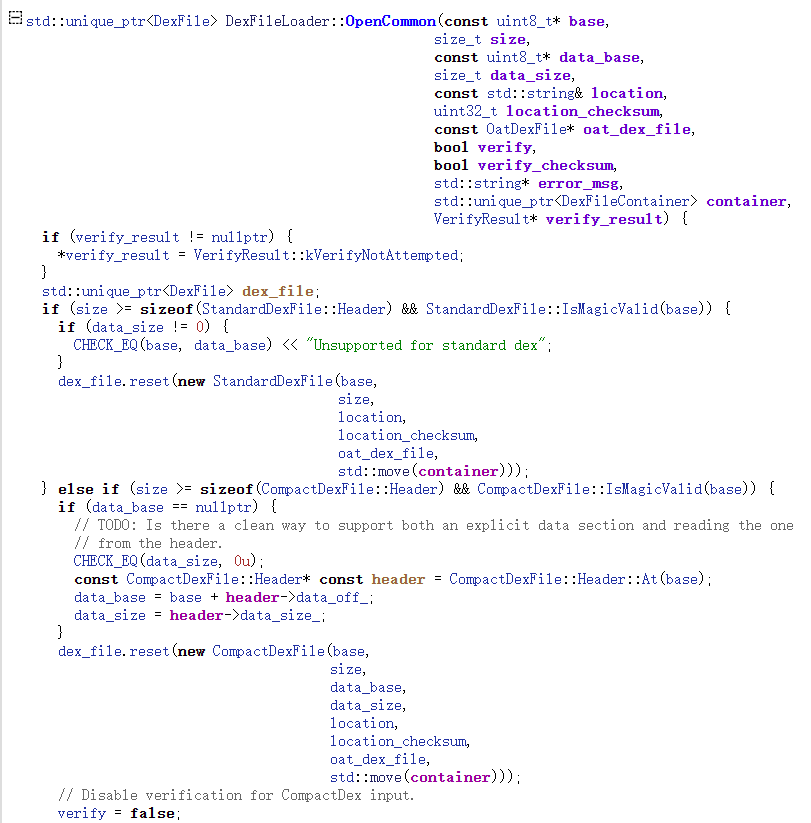 std::unique_ptr<DexFile> DexFileLoader::OpenCommon(const uint8_t* base,
                                                   size_t size,
                                                   const uint8_t* data_base,
                                                   size_t data_size,
                                                   const std::string& location,
                                                   uint32_t location_checksum,
                                                   const OatDexFile* oat_dex_file,
                                                   bool verify,
                                                   bool verify_checksum,
                                                   std::string* error_msg,
                                                   std::unique_ptr<DexFileContainer> container,
                                                   VerifyResult* verify_result) {
  if (verify_result != nullptr) {
    *verify_result = VerifyResult::kVerifyNotAttempted;
  }
  std::unique_ptr<DexFile> dex_file;
  if (size >= sizeof(StandardDexFile::Header) && StandardDexFile::IsMagicValid(base)) {
    if (data_size != 0) {
      CHECK_EQ(base, data_base) << "Unsupported for standard dex";
    }
    dex_file.reset(new StandardDexFile(base,
                                       size,
                                       location,
                                       location_checksum,
                                       oat_dex_file,
                                       std::move(container)));
  } else if (size >= sizeof(CompactDexFile::Header) && CompactDexFile::IsMagicValid(base)) {
    if (data_base == nullptr) {
      // TODO: Is there a clean way to support both an explicit data section and reading the one
      // from the header.
      CHECK_EQ(data_size, 0u);
      const CompactDexFile::Header* const header = CompactDexFile::Header::At(base);
      data_base = base + header->data_off_;
      data_size = header->data_size_;
    }
    dex_file.reset(new CompactDexFile(base,
                                      size,
                                      data_base,
                                      data_size,
                                      location,
                                      location_checksum,
                                      oat_dex_file,
                                      std::move(container)));
    // Disable verification for CompactDex input.
    verify = false;